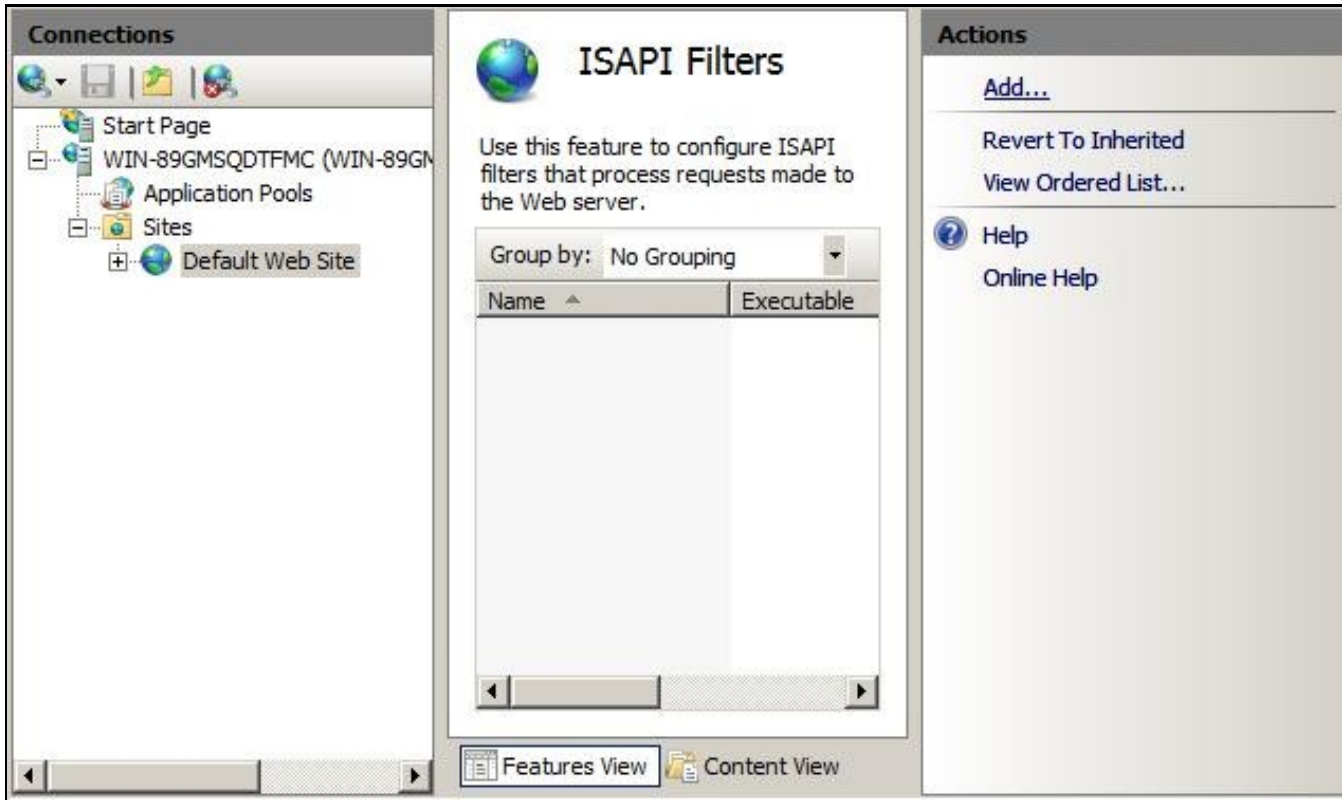 Connections
Start Page
WIN-89GMSQDTFMC (WIN-89GM
Application Pools
Sites
Default Web Site
ISAPI Filters
Use this feature to configure ISAPI
filters that process requests made to
the Web server.
Group by: No Grouping
Name Executable
Features View Content View
Actions
Add...
Revert To Inherited
View Ordered List...
Help
Online Help